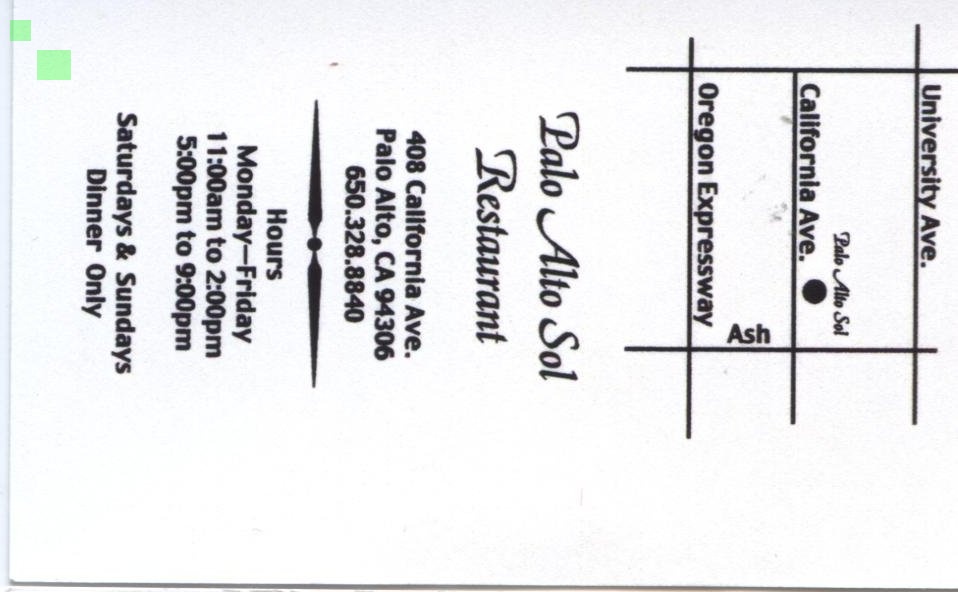 University Ave.
Palo Alto Sol
California Ave.
Ash
Oregon Expressway
Palo Alto Sol
Restaurant
408 California Ave.
Palo Alto, CA 94306
650.328.8840
Hours
Monday—Friday
11:00am to 2:00pm
5:00pm to 9:00pm
Saturdays & Sundays
Dinner Only